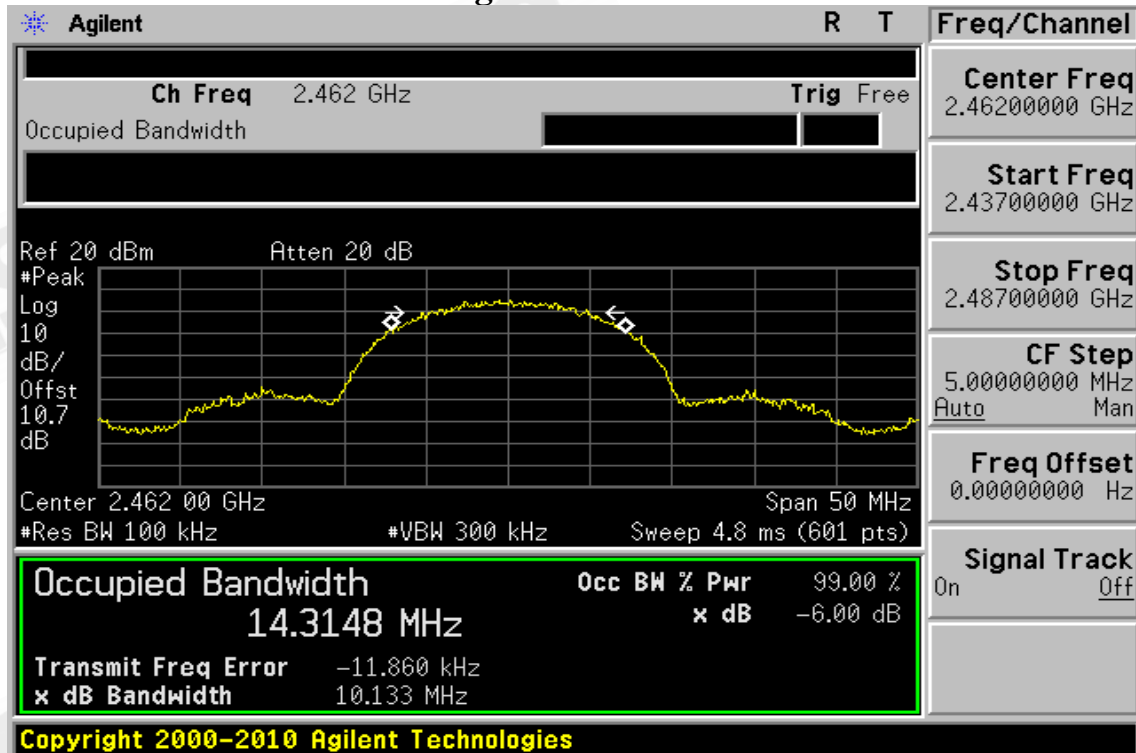 Agilent R T
Ch Freq 2.462 GHz Trig Free
Occupied Bandwidth
Ref 20 dBm Atten 20 dB
#Peak
Log
10
dB/
Offst
10.7
dB
Center 2.462 00 GHz Span 50 MHz
#Res BW 100 kHz #VBW 300 kHz Sweep 4.8 ms (601 pts)
Occupied Bandwidth
14.3148 MHz
Occ BW % Pwr 99.00 %
x dB -6.00 dB
Transmit Freq Error -11.860 kHz
x dB Bandwidth 10.133 MHz
Copyright 2000-2010 Agilent Technologies
Freq/Channel
Center Freq
2.46200000 GHz
Start Freq
2.43700000 GHz
Stop Freq
2.48700000 GHz
CF Step
5.00000000 MHz
Auto Man
Freq Offset
0.00000000 Hz
Signal Track
On Off